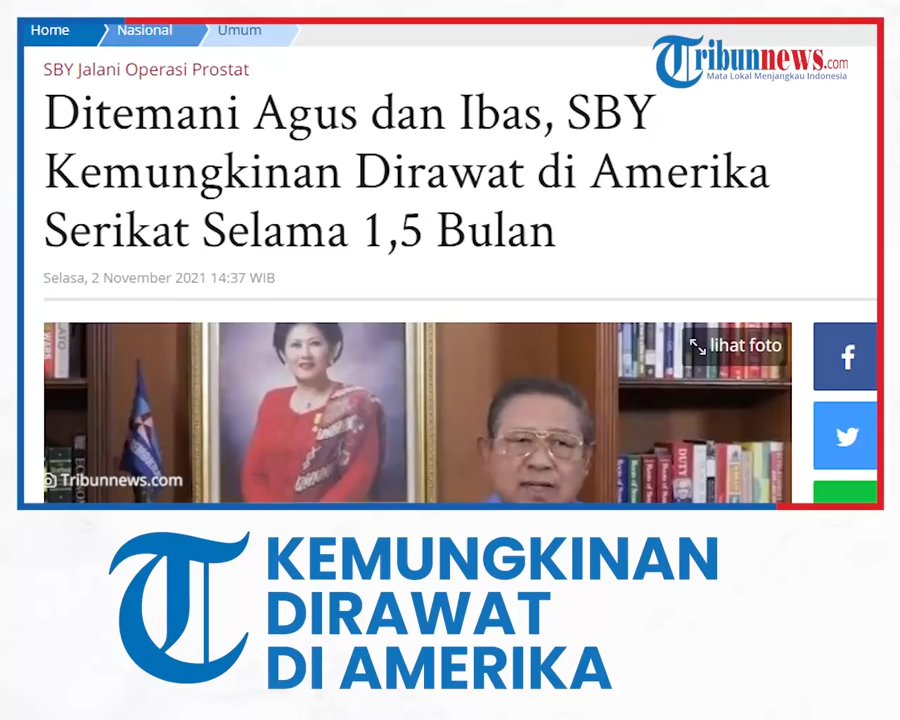 Home Nasional Umum
Tribunnews.com
Mata Lokal Menjangkau Indonesia
SBY Jalani Operasi Prostat
Ditemani Agus dan Ibas, SBY
Kemungkinan Dirawat di Amerika
Serikat Selama 1,5 Bulan
Selasa, 2 November 2021 14:37 WIB
lihat foto
DUTY
Tribunnews.com
KEMUNGKINAN
DIRAWAT
DI AMERIKA